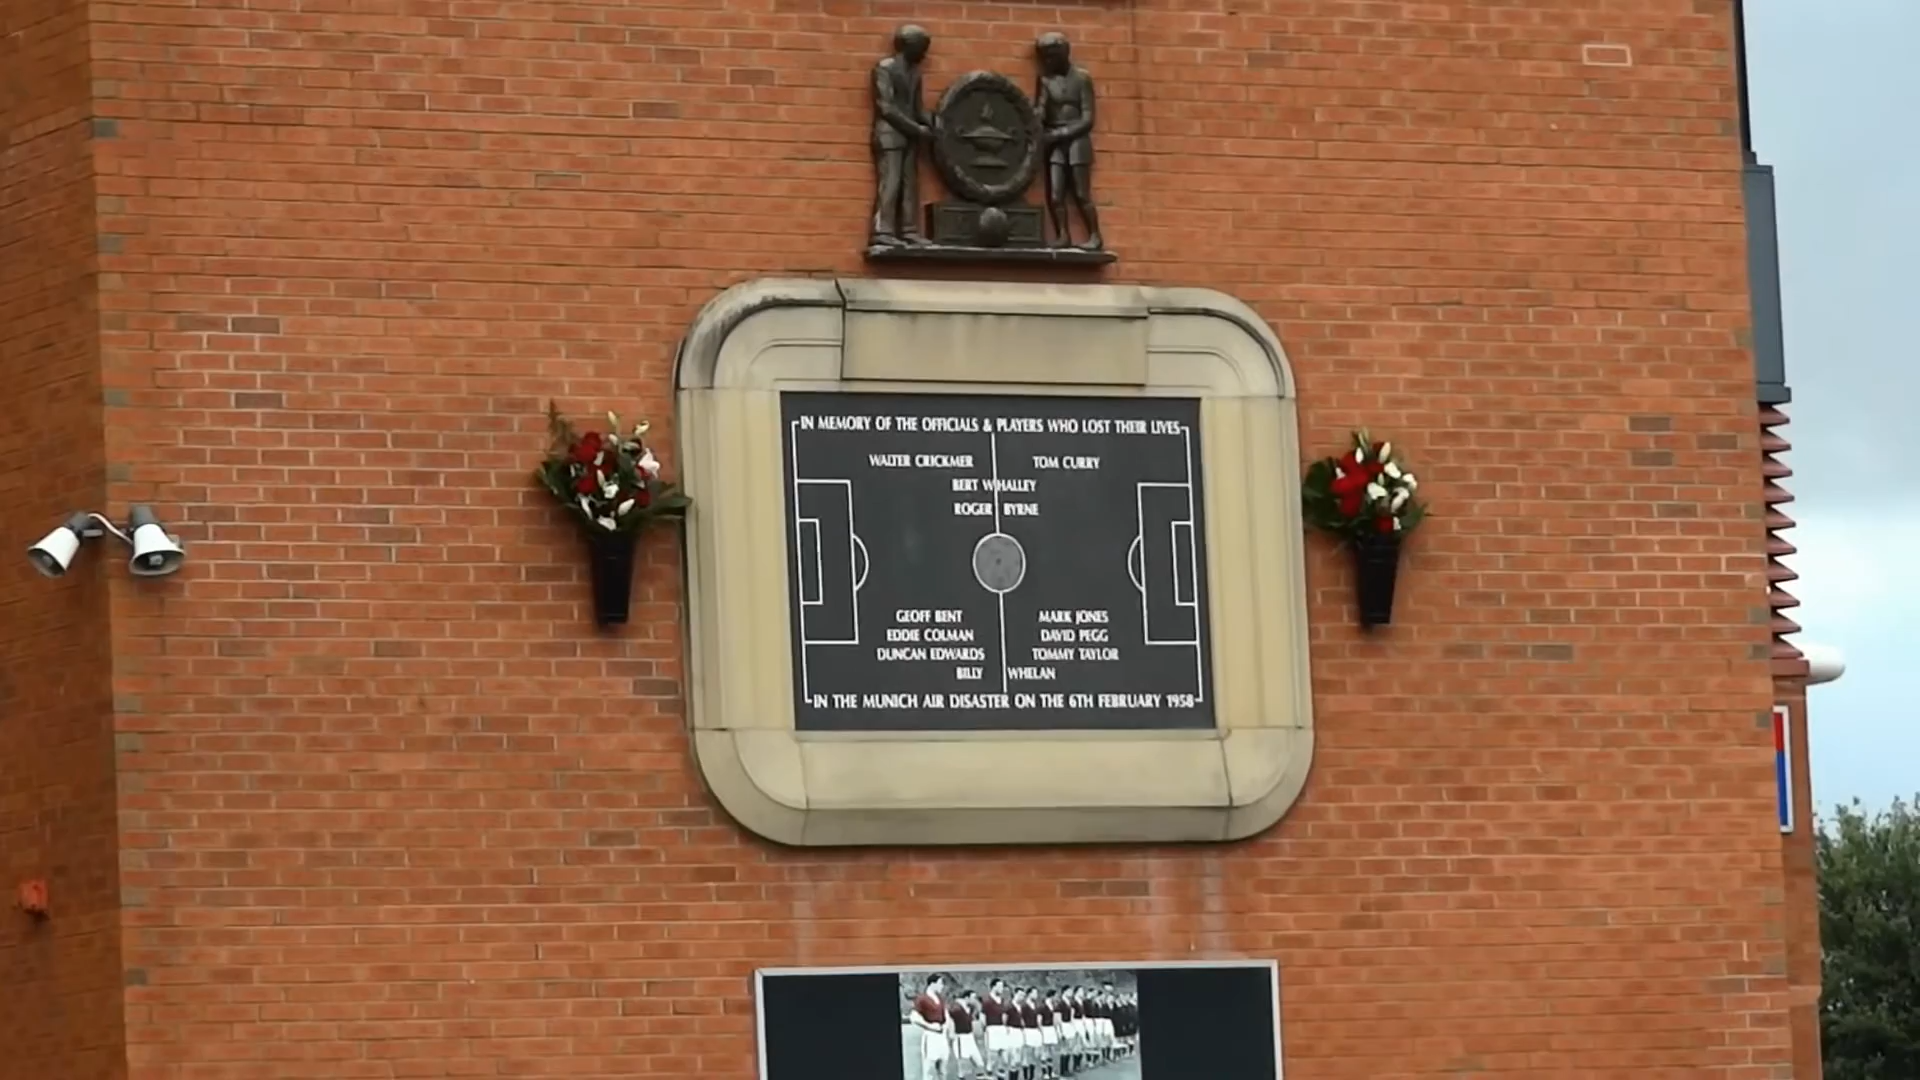 IN MEMORY OF THE OFFICIALS & PLAYERS WHO LOST THEIR LIVES
WALTER CRICKMER TOM CURRY
BERT WHALLEY
ROGER BYRNE
GEOFF BENT MARK JONES
EDDIE COLMAN DAVID PEGG
DUNCAN EDWARDS TOMMY TAYLOR
BILLY WHELAN
IN THE MUNICH AIR DISASTER ON THE 6TH FEBRUARY 1958